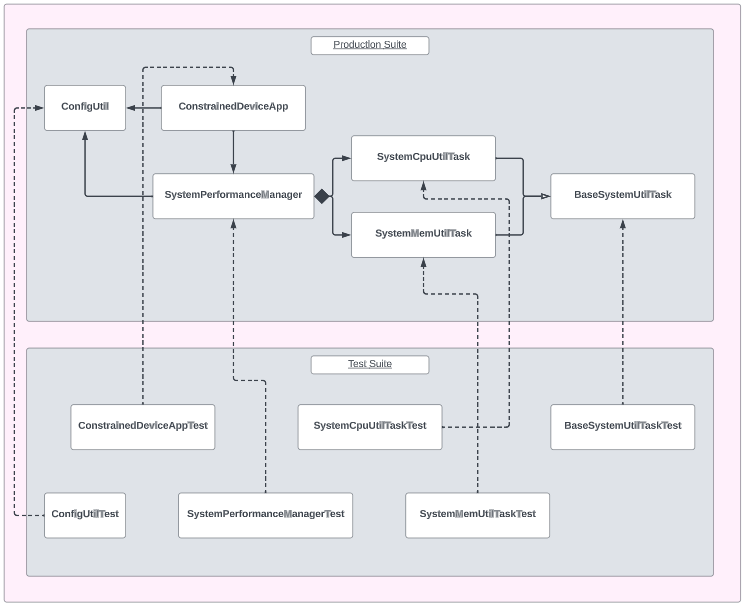 Production Suite
ConfigUtil
ConstrainedDeviceApp
SystemCpuUtilTask
SystemPerformanceManager
BaseSystemUtilTask
SystemMemUtilTask
Test Suite
ConstrainedDeviceAppTest
SystemCpuUtilTaskTest
BaseSystemUtilTaskTest
ConfigUtilTest
SystemPerformanceManagerTest
SystemMemUtilTaskTest